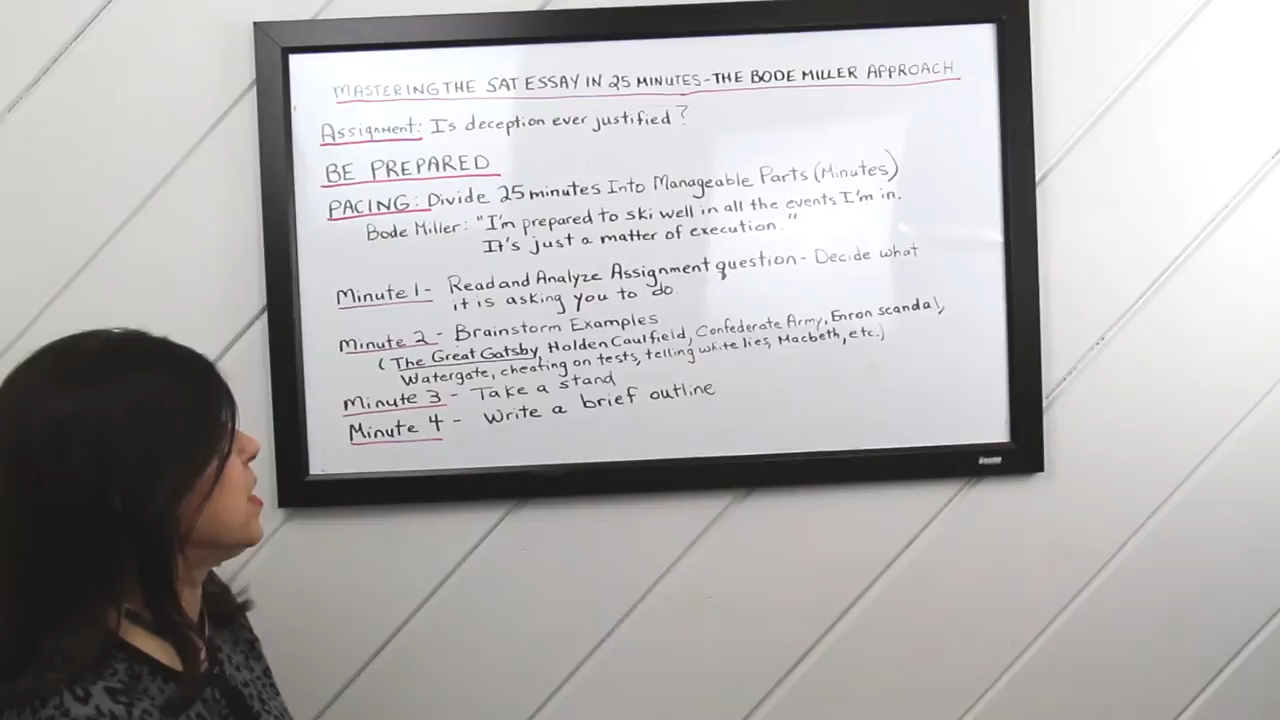 MASTERING THE SAT ESSAY IN 25 MINUTES - THE BODE MILLER APPROACH
Assignment: Is deception ever justified?
BE PREPARED
PACING: Divide 25 minutes Into Manageable Parts (Minutes)
Bode Miller: "I'm prepared to ski well in all the events I'm in.
It's just a matter of execution."
Minute 1 - Read and Analyze Assignment question - Decide what
it is asking you to do.
Minute 2 - Brainstorm Examples
(The Great Gatsby, Holden Caulfield, Confederate Army, Enron scandal,
Watergate, cheating on tests, telling white lies, Macbeth, etc.)
Minute 3 - Take a stand
Minute 4 - Write a brief outline